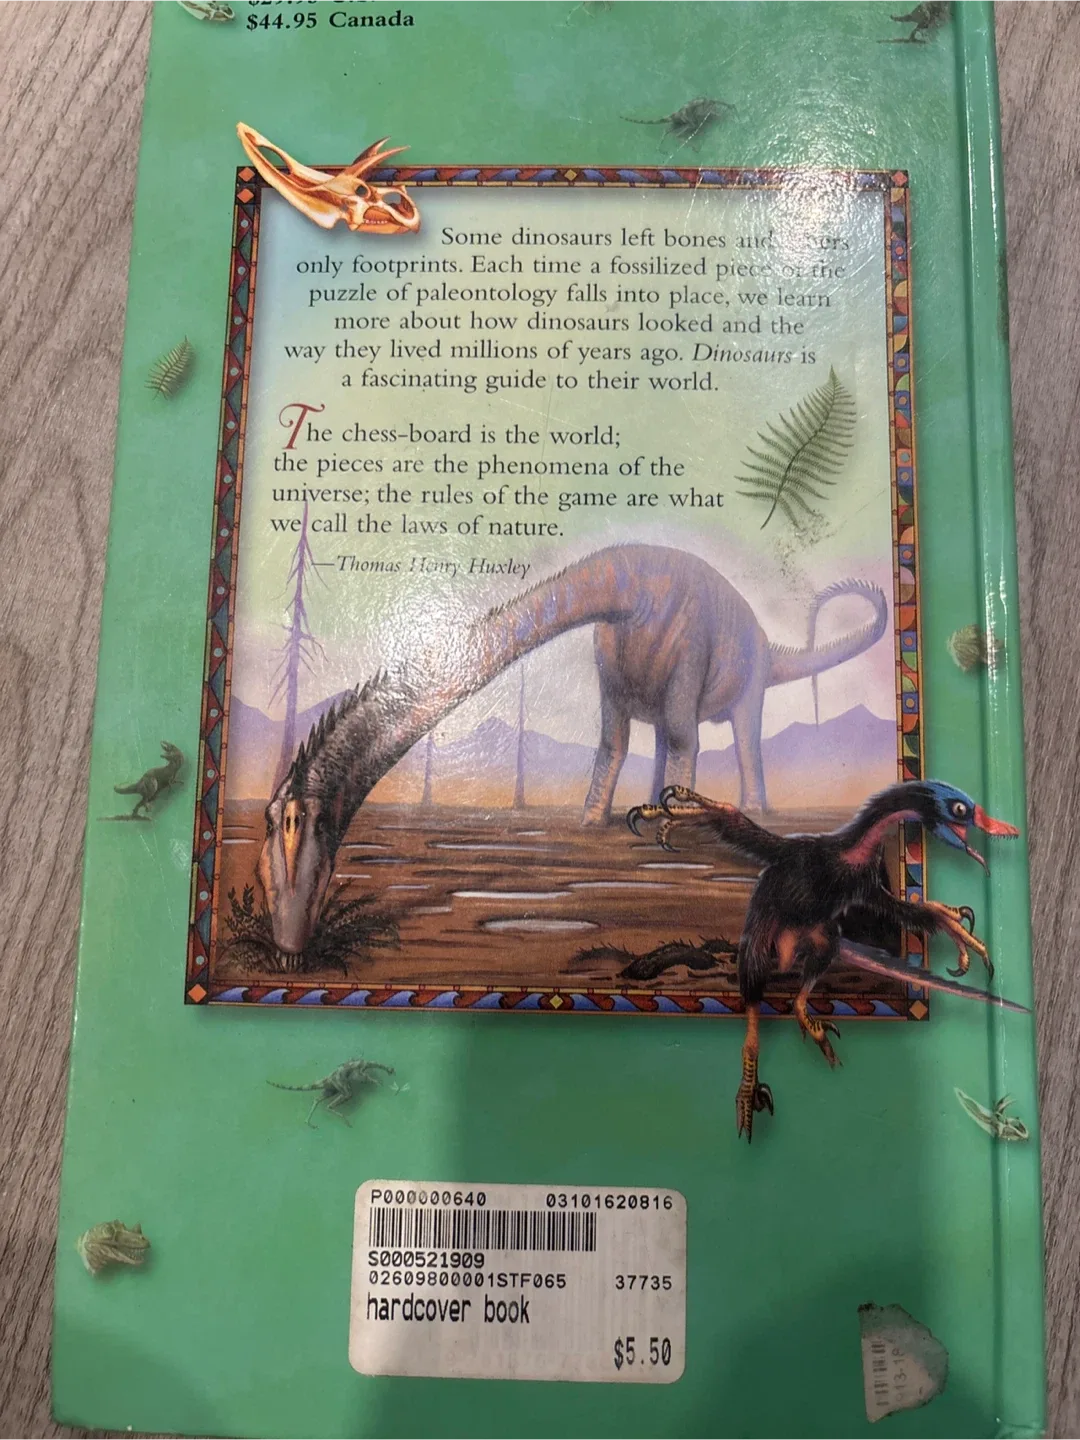 $44.95 Canada
Some dinosaurs left bones and
only footprints. Each time a fossilized piece of the
puzzle of paleontology falls into place, we learn
more about how dinosaurs looked and the
way they lived millions of years ago. Dinosaurs is
a fascinating guide to their world.
The chess-board is the world;
the pieces are the phenomena of the
universe; the rules of the game are what
we call the laws of nature.
—Thomas Henry Huxley
P000000640 03101620816
S000521909
02609800001STF065 37735
hardcover book
$5.50